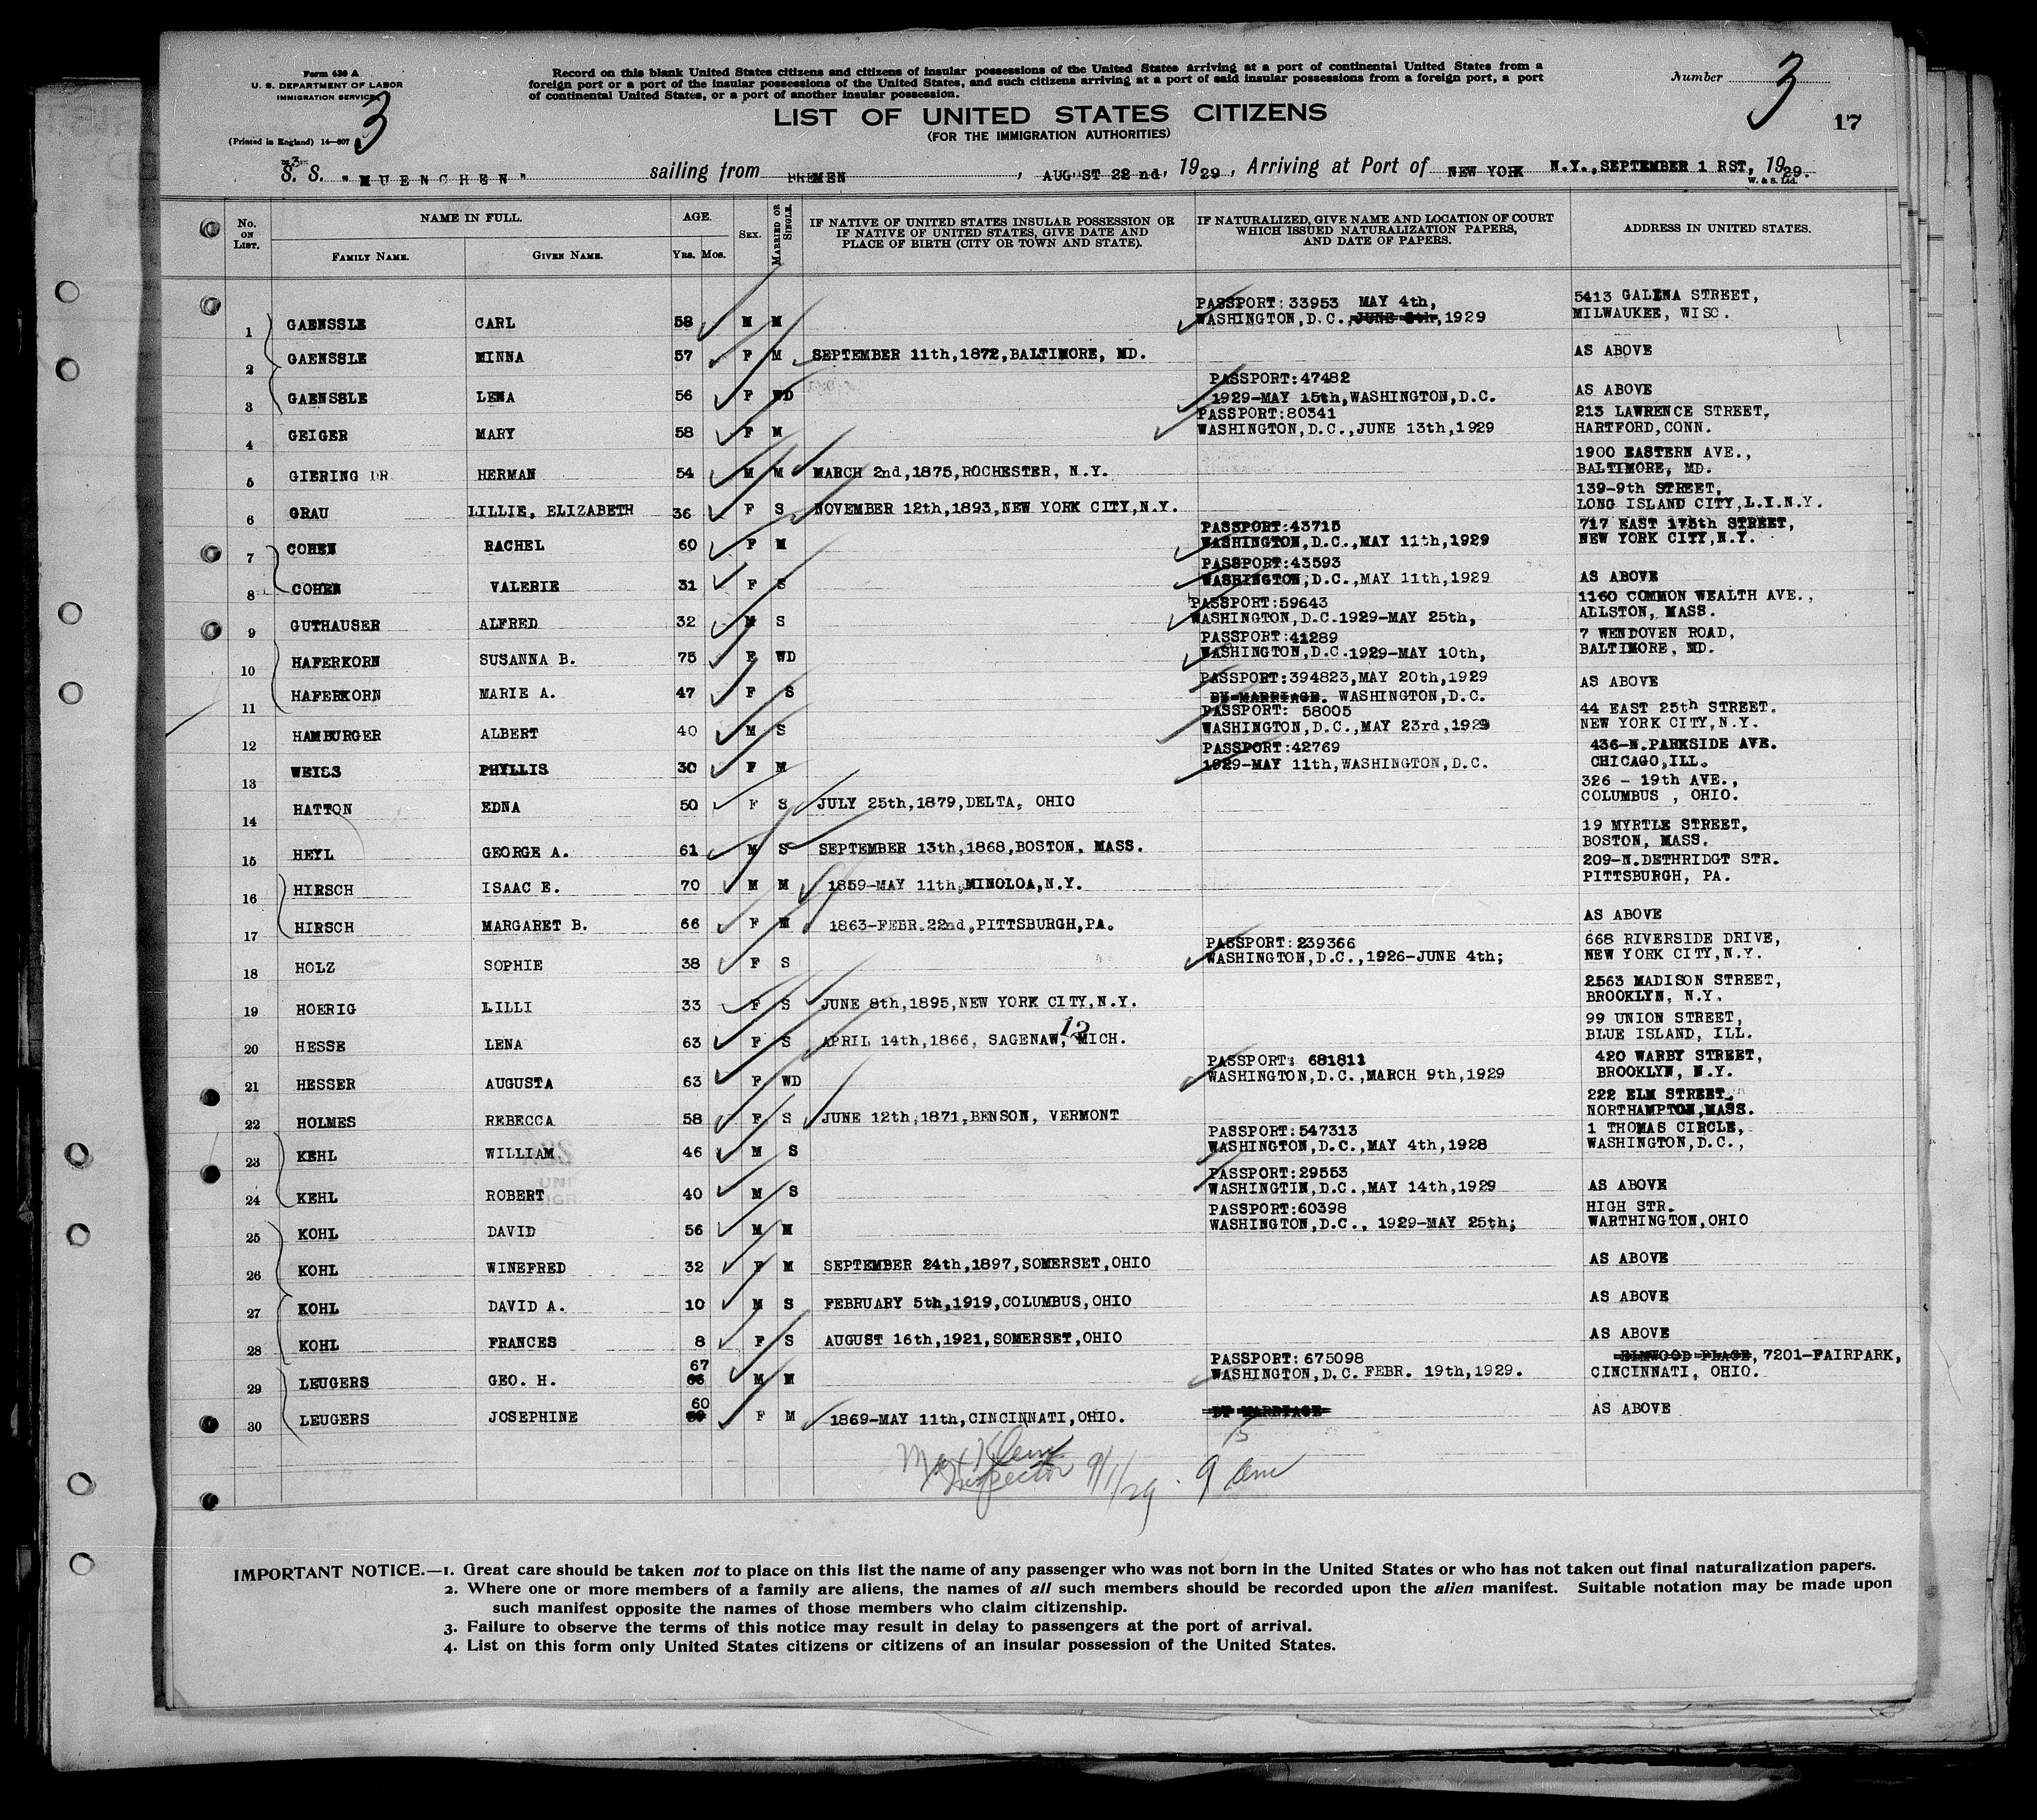 Form 630 A
U. S. DEPARTMENT OF LABOR
IMMIGRATION SERVICE
3
(Printed in England) 14—607
Record on this blank United States citizens and citizens of insular possessions of the United States arriving at a port of continental United States from a
foreign port or a port of the insular possessions of the United States, and such citizens arriving at a port of said insular possessions from a foreign port, a port
of continental United States, or a port of another insular possession.
Number 3
17
LIST OF UNITED STATES CITIZENS
(FOR THE IMMIGRATION AUTHORITIES)
S. S. "MUENCHEN" sailing from BREMEN, AUGUST 22 nd, 1929, Arriving at Port of NEW YORK N.Y., SEPTEMBER 1 RST, 1929.
W. & S. Ltd.
No. ON LIST. NAME IN FULL. AGE. SEX. MARRIED OR SINGLE. IF NATIVE OF UNITED STATES INSULAR POSSESSION OR IF NATIVE OF UNITED STATES, GIVE DATE AND PLACE OF BIRTH (CITY OR TOWN AND STATE). IF NATURALIZED, GIVE NAME AND LOCATION OF COURT WHICH ISSUED NATURALIZATION PAPERS, AND DATE OF PAPERS. ADDRESS IN UNITED STATES.
FAMILY NAME. GIVEN NAME. YRS. MOS.
1 GAENSSLE CARL 58 M M PASSPORT:33953 MAY 4th, WASHINGTON,D.C.,JUNE 8th,1929 5413 GALENA STREET, MILWAUKEE, WISC.
2 GAENSSLE MINNA 57 F M SEPTEMBER 11th,1872,BALTIMORE, MD. AS ABOVE
3 GAENSSLE LENA 56 F WD PASSPORT:47482 1929-MAY 15th,WASHINGTON,D.C. AS ABOVE
4 GEIGER MARY 58 F M PASSPORT:80341 WASHINGTON,D.C.,JUNE 13th,1929 213 LAWRENCE STREET, HARTFORD,CONN.
5 GIERING DR HERMAN 54 M M MARCH 2nd,1875,ROCHESTER, N.Y. 1900 EASTERN AVE., BALTIMORE, MD.
6 GRAU LILLIE, ELIZABETH 36 F S NOVEMBER 12th,1893,NEW YORK CITY,N.Y. 139-9th STREET, LONG ISLAND CITY,L.I.N.Y.
7 COHEN RACHEL 60 F M PASSPORT:43715 WASHINGTON,D.C.,MAY 11th,1929 717 EAST 175th STREET, NEW YORK CITY,N.Y.
8 COHEN VALERIE 31 F S PASSPORT:43593 WASHINGTON,D.C.,MAY 11th,1929 AS ABOVE
9 GUTHAUSER ALFRED 32 M S PASSPORT:59643 WASHINGTON,D.C.1929-MAY 25th, 1160 COMMON WEALTH AVE., ALLSTON, MASS.
10 HAFERKORN SUSANNA B. 75 F WD PASSPORT:41289 WASHINGTON,D.C.1929-MAY 10th, 7 WENDOVEN ROAD, BALTIMORE, MD.
11 HAFERKORN MARIE A. 47 F S PASSPORT:394823,MAY 20th,1929 BY MARRIAGE. WASHINGTON,D.C. AS ABOVE
12 HAMBURGER ALBERT 40 M S PASSPORT: 58005 WASHINGTON,D.C.,MAY 23rd,1929 44 EAST 25th STREET. NEW YORK CITY,N.Y.
13 WEISS PHYLLIS 30 F M PASSPORT:42769 1929-MAY 11th,WASHINGTON,D.C. 436-N.PARKSIDE AVE. CHICAGO,ILL.
14 HATTON EDNA 50 F S JULY 25th,1879,DELTA, OHIO 326 - 19th AVE., COLUMBUS , OHIO.
15 HEYL GEORGE A. 61 M S SEPTEMBER 13th,1868,BOSTON, MASS. 19 MYRTLE STREET, BOSTON, MASS.
16 HIRSCH ISAAC E. 70 M M 1859-MAY 11th,MINOLOA,N.Y. 209-N.DETHRIDGT STR. PITTSBURGH, PA.
17 HIRSCH MARGARET B. 66 F M 1863-FEBR.22nd,PITTSBURGH,PA. AS ABOVE
18 HOLZ SOPHIE 38 F S PASSPORT:239366 WASHINGTON,D.C.,1926-JUNE 4th; 668 RIVERSIDE DRIVE, NEW YORK CITY,N.Y.
19 HOERIG LILLI 33 F S JUNE 8th,1895,NEW YORK CITY,N.Y. 2563 MADISON STREET, BROOKLYN, N.Y.
20 HESSE LENA 63 F S APRIL 14th,1866, SAGENAW, MICH. 12 99 UNION STREET, BLUE ISLAND, ILL.
21 HESSER AUGUSTA 63 F WD PASSPORT: 681811 WASHINGTON,D.C.,MARCH 9th,1929 420 WARBY STREET, BROOKLYN, N.Y.
22 HOLMES REBECCA 58 F S JUNE 12th,1871,BENSON, VERMONT 222 ELM STREET, NORTHAMPTON,MASS.
23 KEHL WILLIAM 46 M S PASSPORT:547313 WASHINGTON,D.C.,MAY 4th,1928 1 THOMAS CIRCLE, WASHINGTON,D.C.,
24 KEHL ROBERT 40 M S PASSPORT:29553 WASHINGTIN,D.C.,MAY 14th,1929 AS ABOVE
25 KOHL DAVID 56 M M PASSPORT:60398 WASHINGTON,D.C., 1929-MAY 25th; HIGH STR. WARTHINGTON,OHIO
26 KOHL WINEFRED 32 F M SEPTEMBER 24th,1897,SOMERSET,OHIO AS ABOVE
27 KOHL DAVID A. 10 M S FEBRUARY 5th,1919,COLUMBUS,OHIO AS ABOVE
28 KOHL FRANCES 8 F S AUGUST 16th,1921,SOMERSET,OHIO AS ABOVE
29 LEUGERS GEO. H. 67 66 M M PASSPORT:675098 WASHINGTON,D.C. FEBR. 19th,1929. ELMWOOD PLACE, 7201-FAIRPARK, CINCINNATI, OHIO.
30 LEUGERS JOSEPHINE 60 F M 1869-MAY 11th,CINCINNATI,OHIO. BY MARRIAGE AS ABOVE
15
Max Klem
Inspector 9/1/29. 9 am
IMPORTANT NOTICE.—1. Great care should be taken not to place on this list the name of any passenger who was not born in the United States or who has not taken out final naturalization papers.
2. Where one or more members of a family are aliens, the names of all such members should be recorded upon the alien manifest. Suitable notation may be made upon
such manifest opposite the names of those members who claim citizenship.
3. Failure to observe the terms of this notice may result in delay to passengers at the port of arrival.
4. List on this form only United States citizens or citizens of an insular possession of the United States.